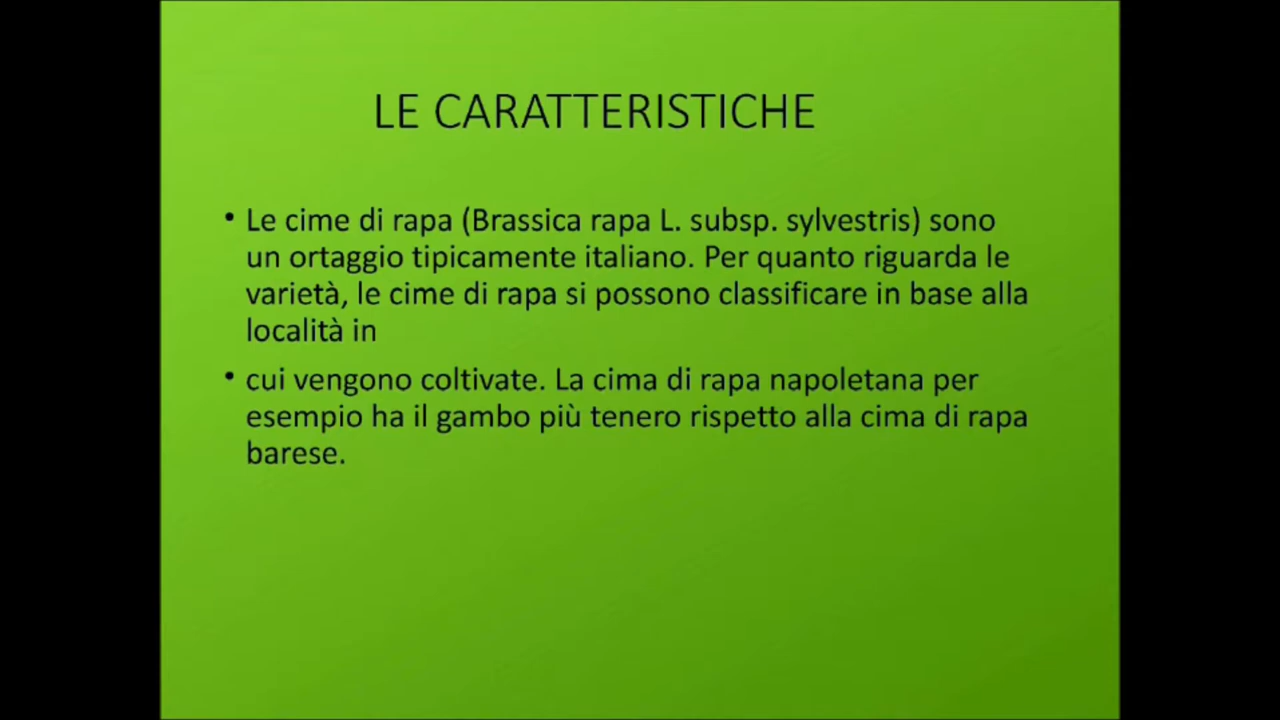 LE CARATTERISTICHE
• Le cime di rapa (Brassica rapa L. subsp. sylvestris) sono
un ortaggio tipicamente italiano. Per quanto riguarda le
varietà, le cime di rapa si possono classificare in base alla
località in
• cui vengono coltivate. La cima di rapa napoletana per
esempio ha il gambo più tenero rispetto alla cima di rapa
barese.